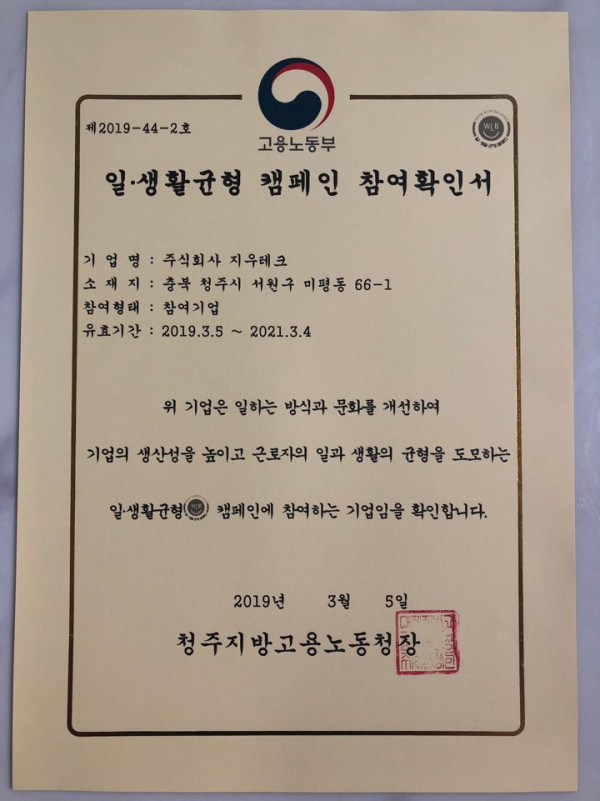 고용노동부
제2019-44-2호
WLB
일·생활균형 캠페인 참여확인서
기 업 명 : 주식회사 지우테크
소 재 지 : 충북 청주시 서원구 미평동 66-1
참여형태 : 참여기업
유효기간 : 2019.3.5 ~ 2021.3.4
위 기업은 일하는 방식과 문화를 개선하여
기업의 생산성을 높이고 근로자의 일과 생활의 균형을 도모하는
일·생활균형 캠페인에 참여하는 기업임을 확인합니다.
2019년 3월 5일
청주지방고용노동청장